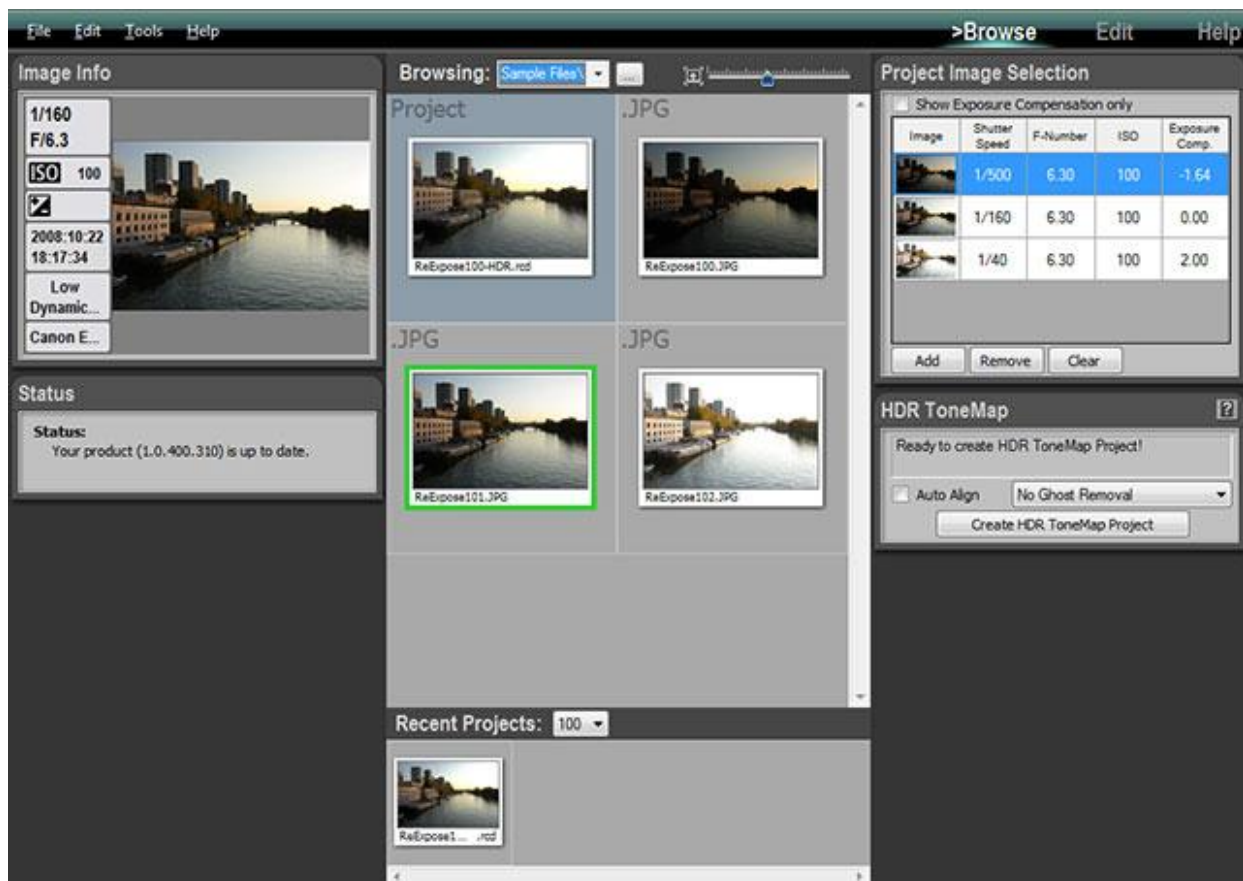 File Edit Tools Help
>Browse Edit Help
Image Info
1/160
F/6.3
ISO 100
2008:10:22
18:17:34
Low
Dynamic...
Canon E...
Status
Status:
Your product (1.0.400.310) is up to date.
Browsing: Sample Files\ ...
Project
ReExpose100-HDR.rcd
.JPG
ReExpose100.JPG
.JPG
ReExpose101.JPG
.JPG
ReExpose102.JPG
Recent Projects: 100
ReExpose1... .rcd
Project Image Selection
Show Exposure Compensation only
Image Shutter Speed F-Number ISO Exposure Comp.
1/500 6.30 100 -1.64
1/160 6.30 100 0.00
1/40 6.30 100 2.00
Add Remove Clear
HDR ToneMap [?]
Ready to create HDR ToneMap Project!
Auto Align No Ghost Removal
Create HDR ToneMap Project